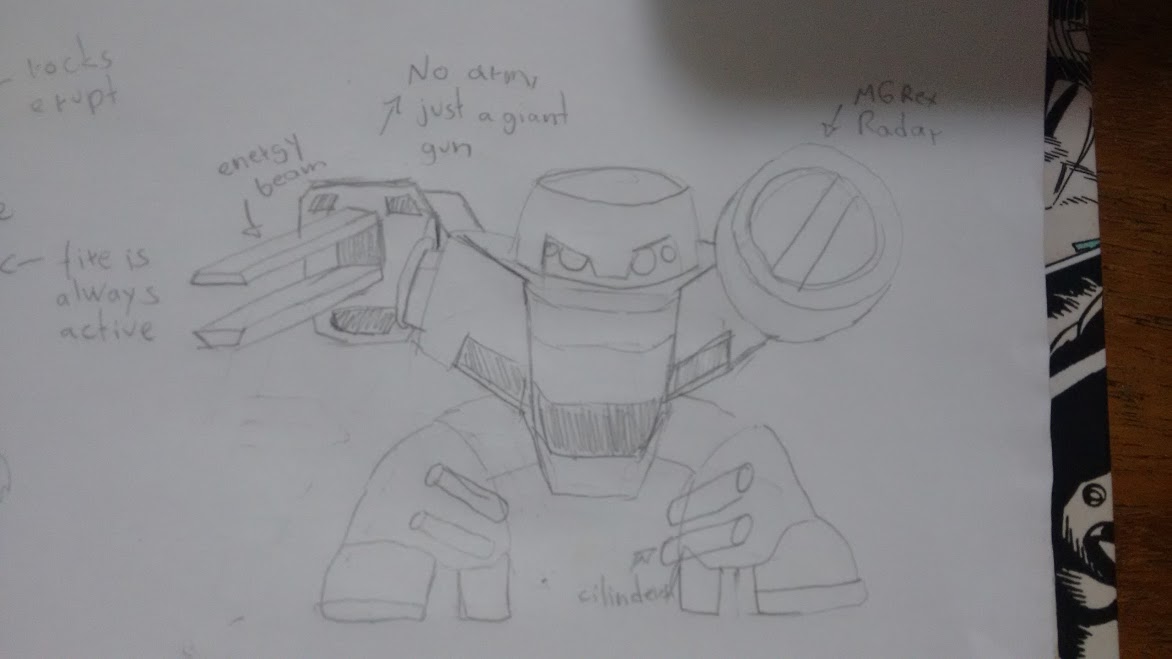 rocks
erupt
No arm,
just a giant
gun
MG Rex
Radar
energy
beam
fire is
always
active
cilinders